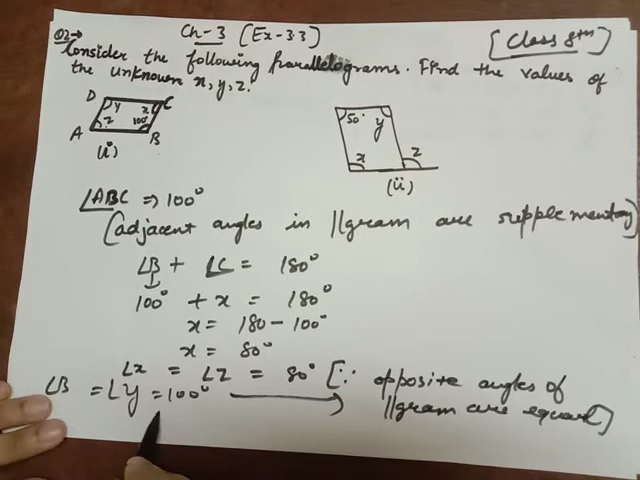 Ch-3 (Ex-3.3)
[Class 8th]
Q2→ Consider the following parallelograms. Find the values of
the unknown x, y, z.
D y x C
A z 100° B
(i)
50° y
x z
(ii)
∠ABC ⇒ 100°
(adjacent angles in ||gram are supplementary)
∠B + ∠C = 180°
100° + x = 180°
x = 180 - 100°
x = 80°
∠x = ∠z = 80° [∵ opposite angles of
∠B = ∠y = 100° ⟶ ||gram are equal]